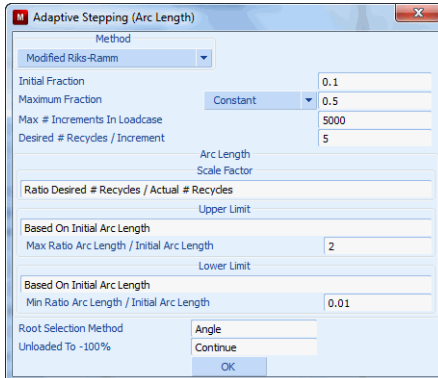 M Adaptive Stepping (Arc Length) x
Method
Modified Riks-Ramm
Initial Fraction 0.1
Maximum Fraction Constant 0.5
Max # Increments In Loadcase 5000
Desired # Recycles / Increment 5
Arc Length
Scale Factor
Ratio Desired # Recycles / Actual # Recycles
Upper Limit
Based On Initial Arc Length
Max Ratio Arc Length / Initial Arc Length 2
Lower Limit
Based On Initial Arc Length
Min Ratio Arc Length / Initial Arc Length 0.01
Root Selection Method Angle
Unloaded To -100% Continue
OK